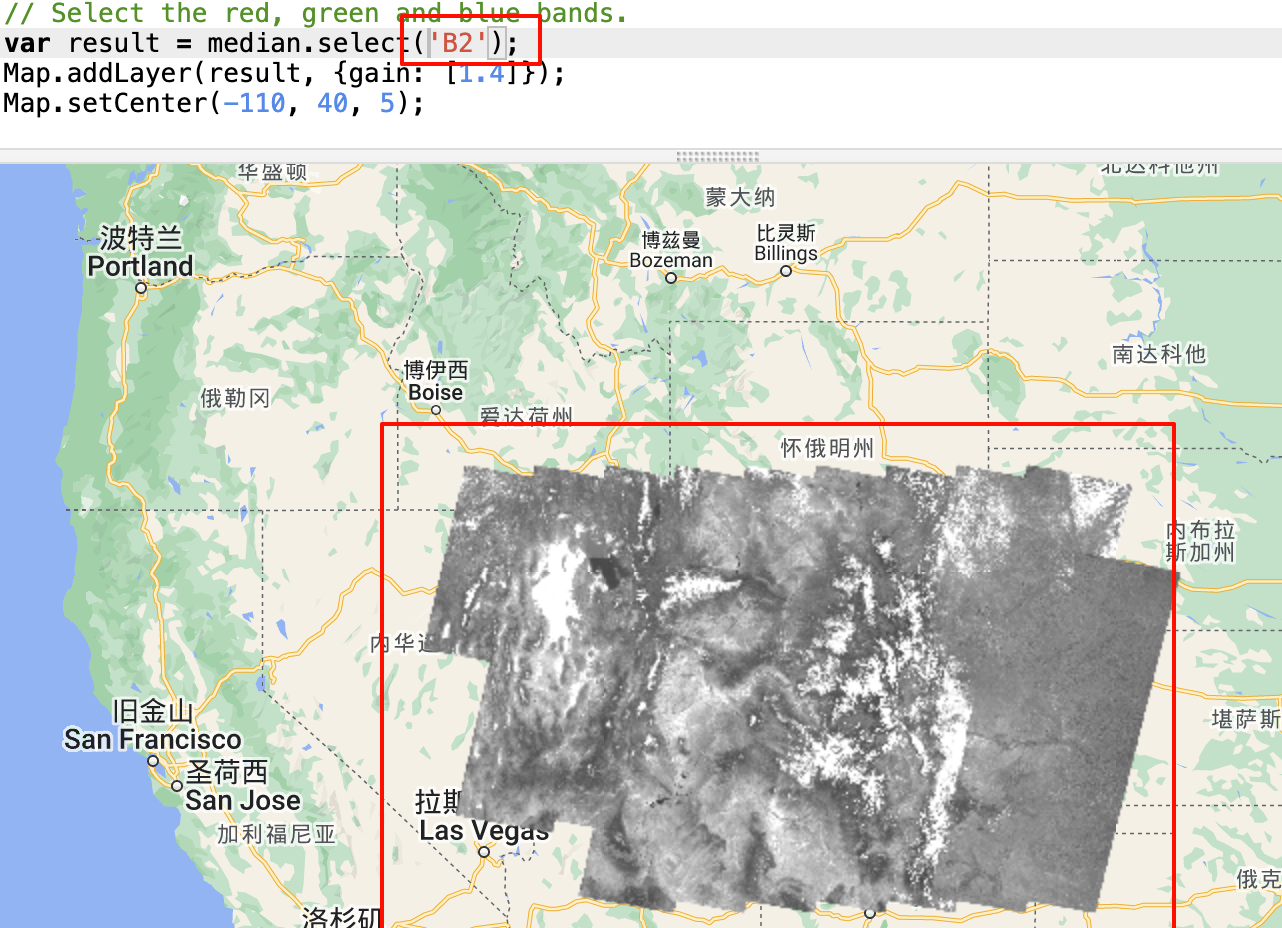 // Select the red, green and blue bands.
var result = median.select('B2');
Map.addLayer(result, {gain: [1.4]});
Map.setCenter(-110, 40, 5);
华盛顿
北达科他州
蒙大纳
波特兰
Portland
博兹曼
Bozeman
比灵斯
Billings
南达科他
博伊西
Boise
俄勒冈
爱达荷州
怀俄明州
内布拉
斯加州
内华达
旧金山
San Francisco
堪萨斯
圣荷西
San Jose
拉斯
Las Vegas
加利福尼亚
俄克
洛杉矶